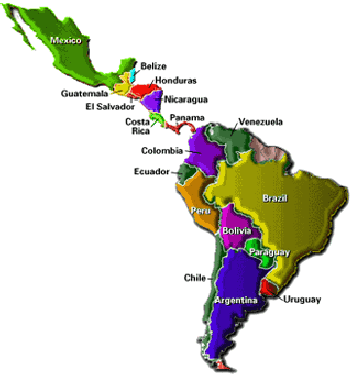 Mexico
Belize
Honduras
Guatemala
El Salvador
Nicaragua
Costa
Rica
Panama
Venezuela
Colombia
Ecuador
Brazil
Peru
Bolivia
Paraguay
Chile
Argentina
Uruguay